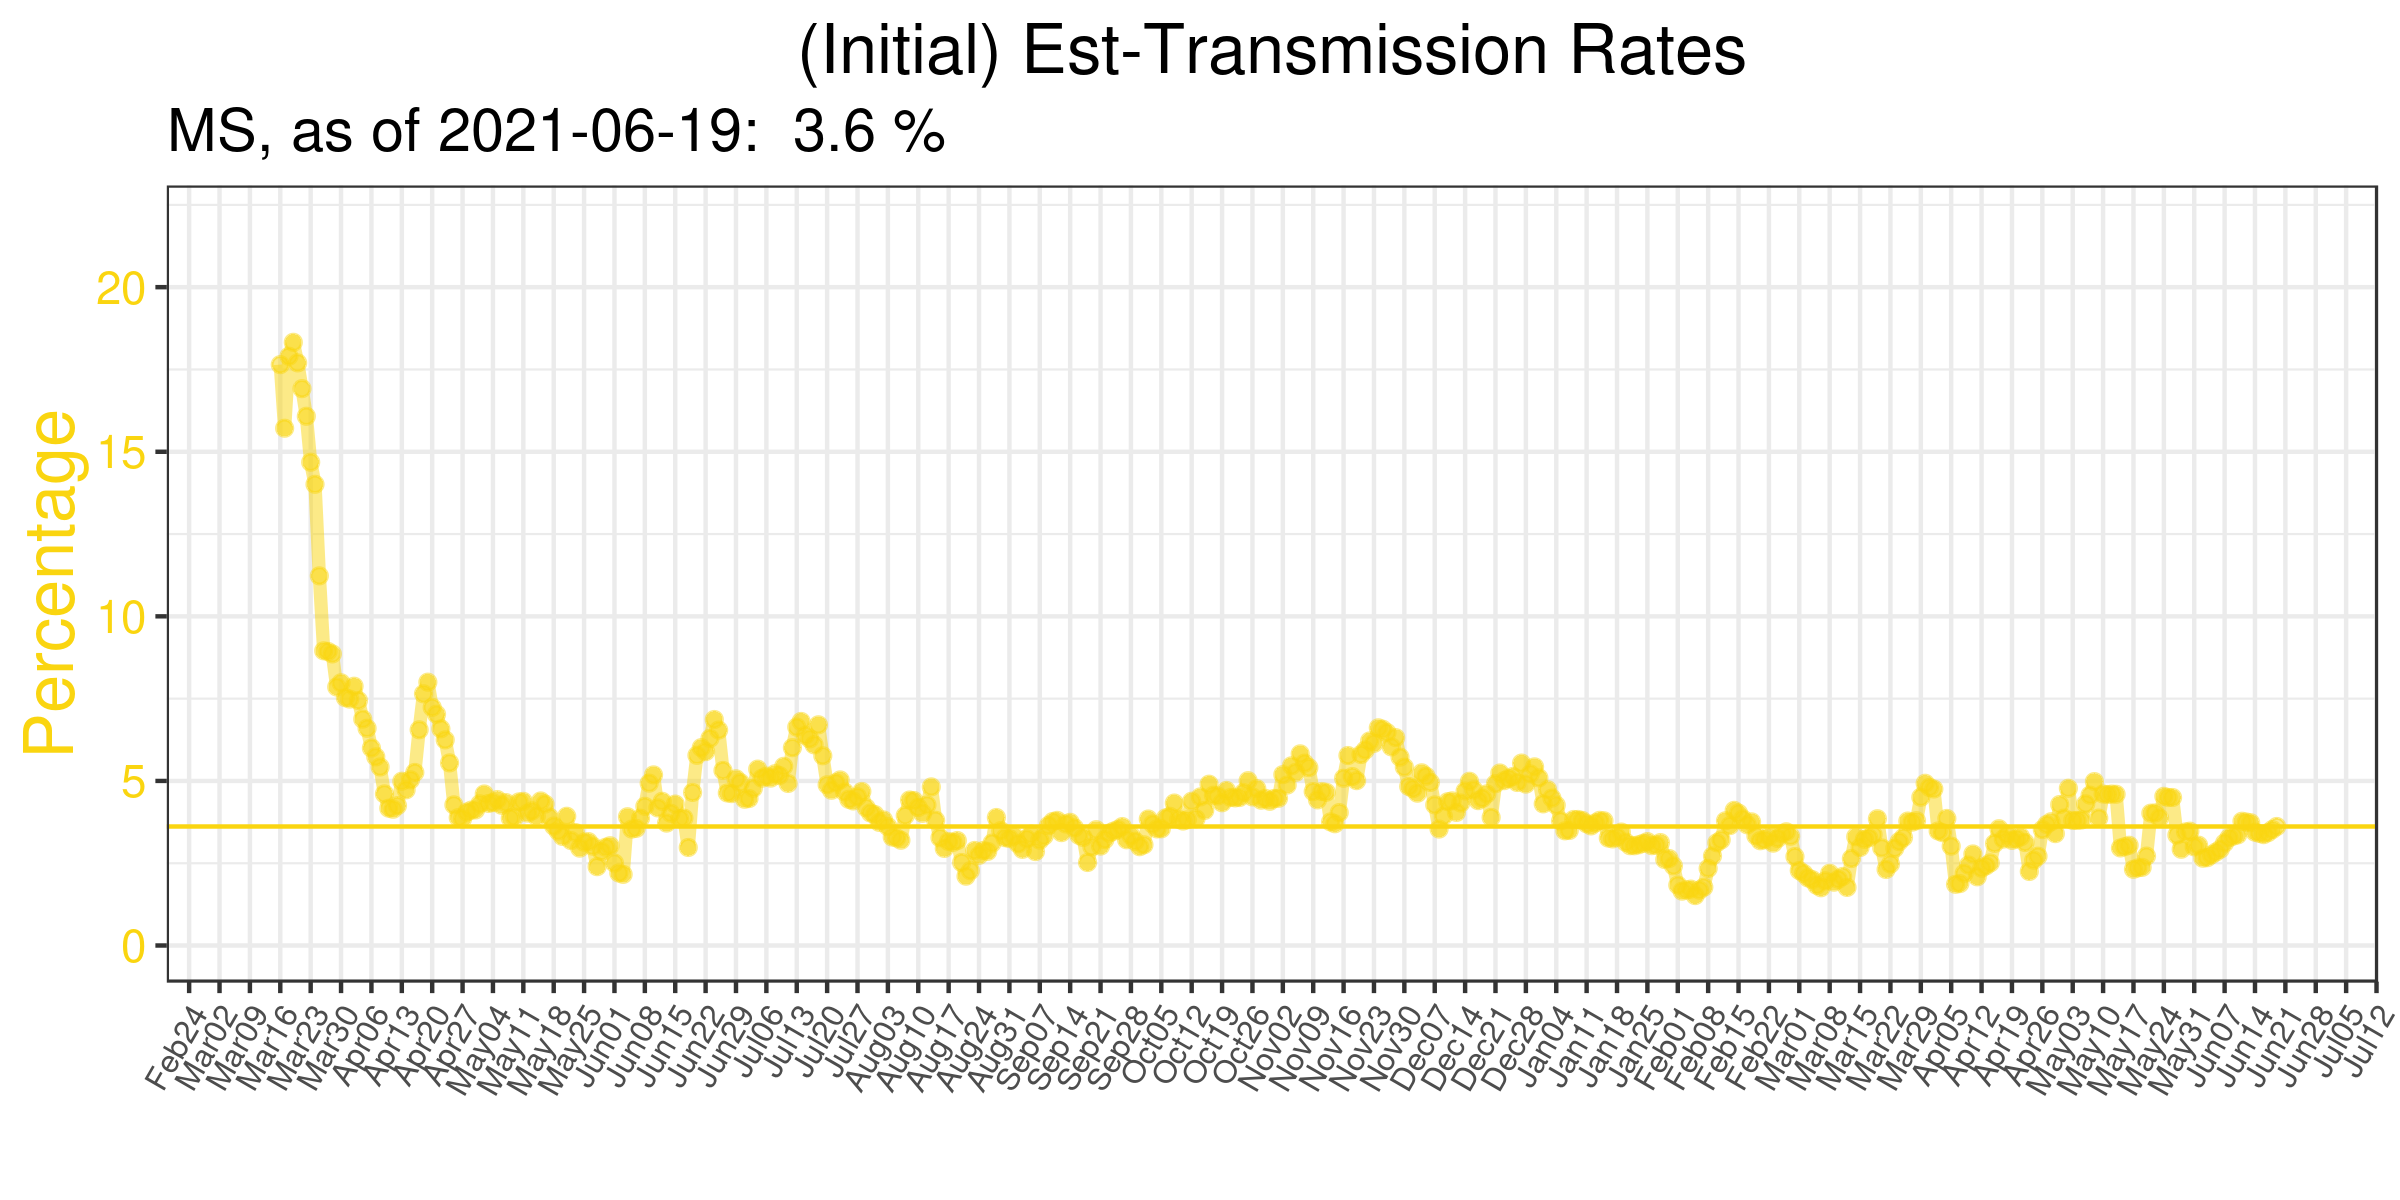 (Initial) Est-Transmission Rates
MS, as of 2021-06-19:  3.6 %
Percentage
20
15
10
5
0
Feb24
Mar02
Mar09
Mar16
Mar23
Mar30
Apr06
Apr13
Apr20
Apr27
May04
May11
May18
May25
Jun01
Jun08
Jun15
Jun22
Jun29
Jul06
Jul13
Jul20
Jul27
Aug03
Aug10
Aug17
Aug24
Aug31
Sep07
Sep14
Sep21
Sep28
Oct05
Oct12
Oct19
Oct26
Nov02
Nov09
Nov16
Nov23
Nov30
Dec07
Dec14
Dec21
Dec28
Jan04
Jan11
Jan18
Jan25
Feb01
Feb08
Feb15
Feb22
Mar01
Mar08
Mar15
Mar22
Mar29
Apr05
Apr12
Apr19
Apr26
May03
May10
May17
May24
May31
Jun07
Jun14
Jun21
Jun28
Jul05
Jul12